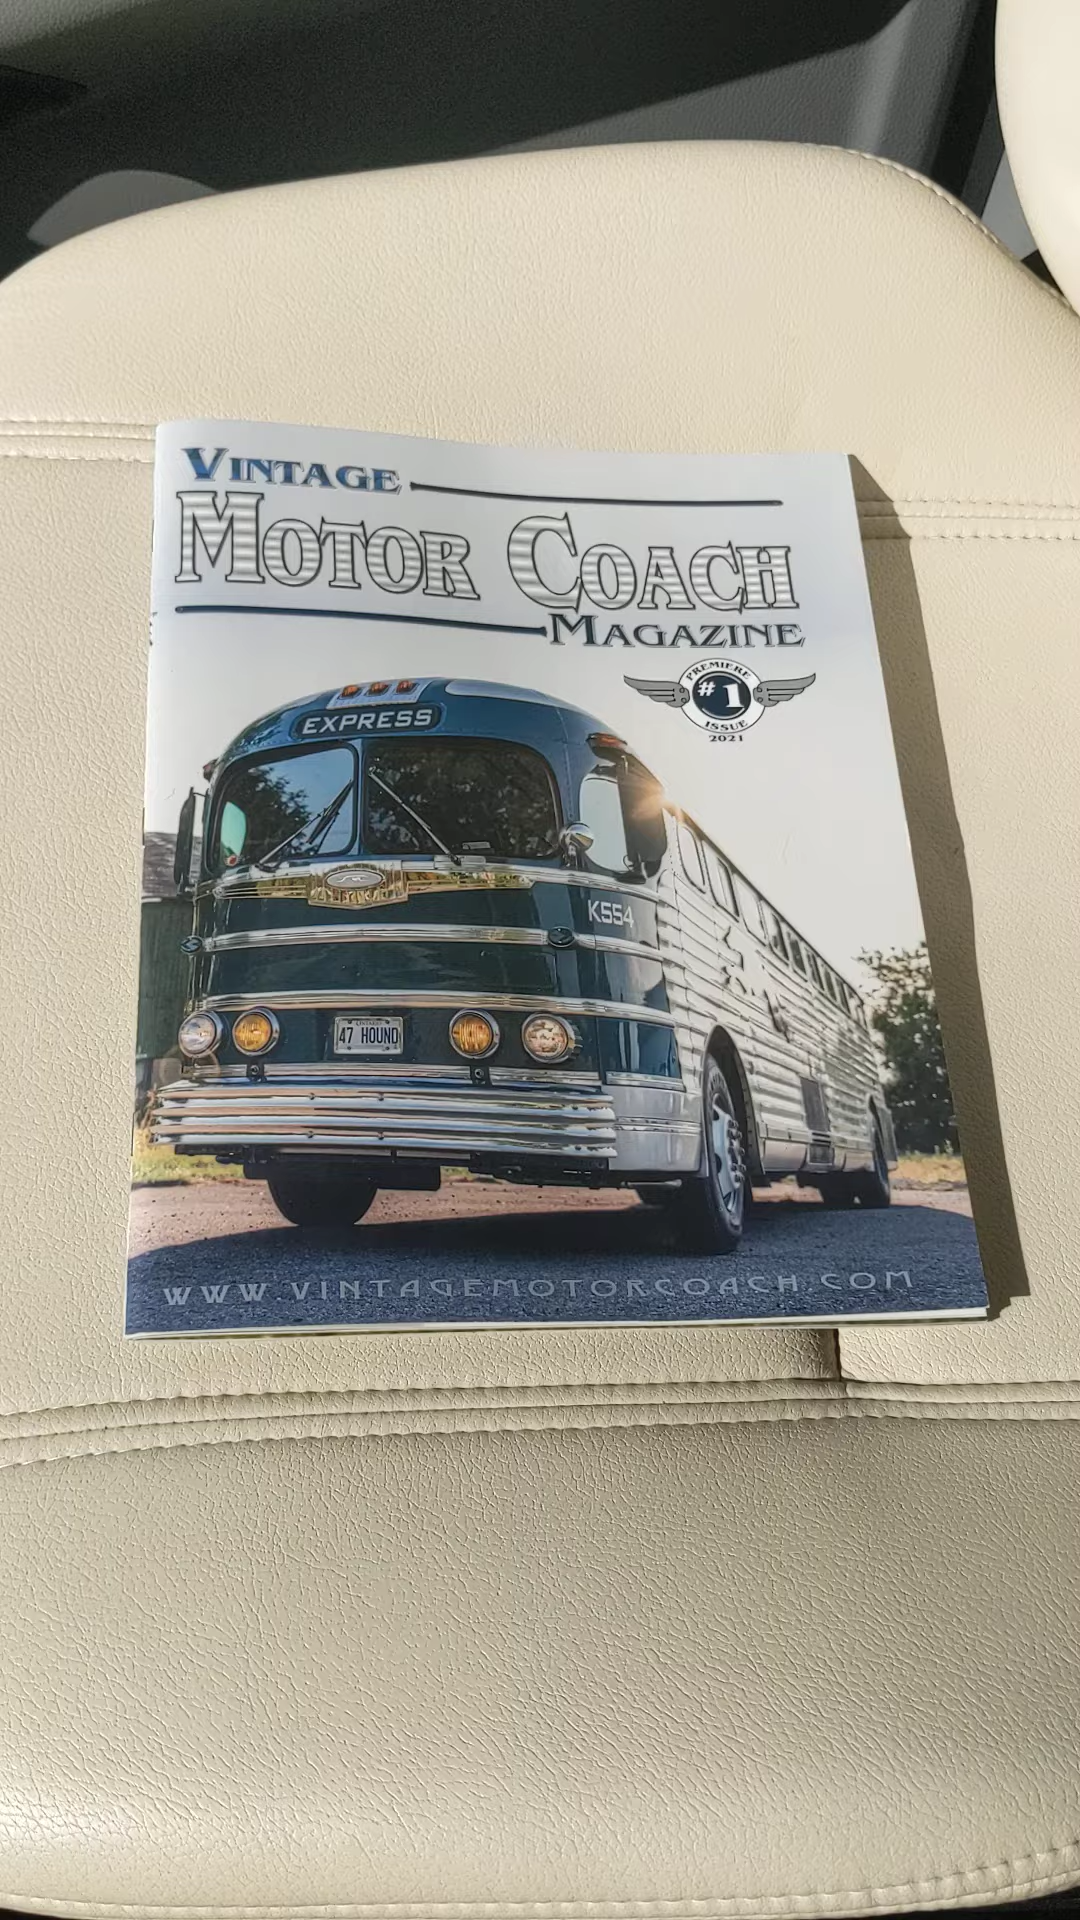 VINTAGE
MOTOR COACH
MAGAZINE
PREMIERE
#1
ISSUE
2021
EXPRESS
K554
47 HOUND
WWW.VINTAGEMOTORCOACH.COM